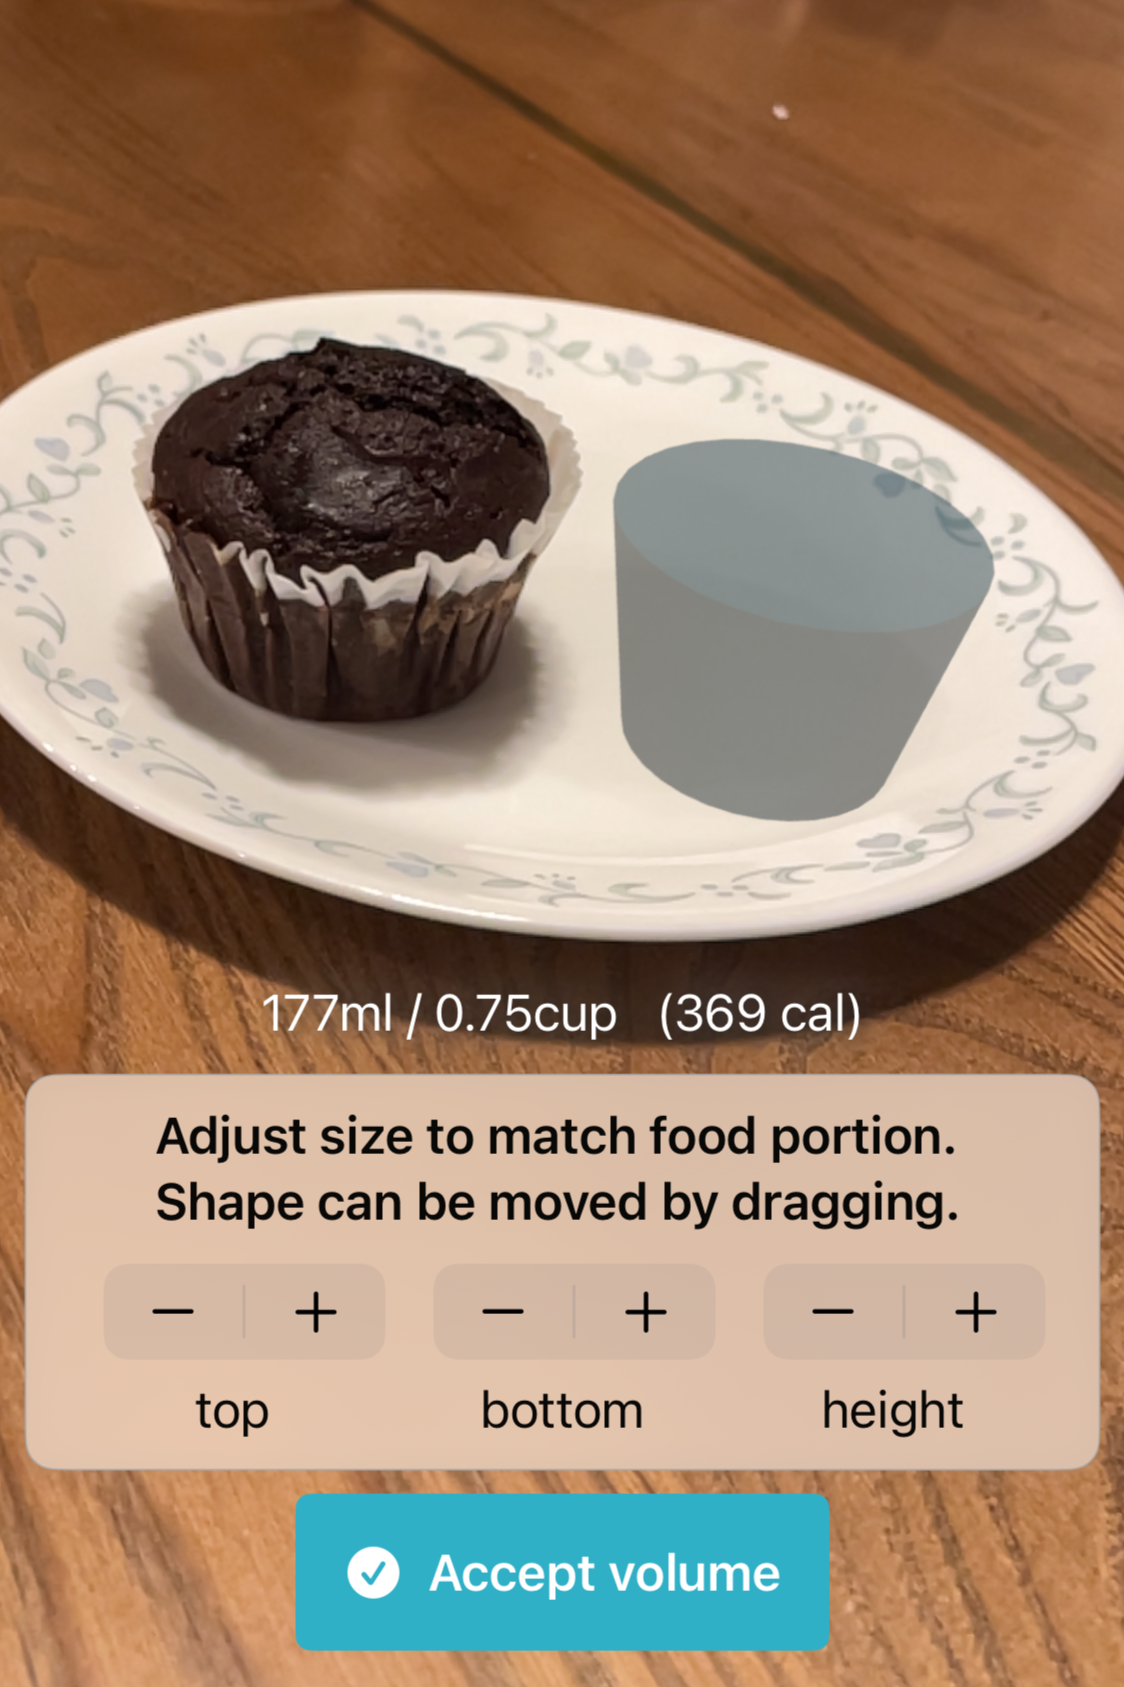 177ml / 0.75cup (369 cal)
Adjust size to match food portion.
Shape can be moved by dragging.
top bottom height
Accept volume